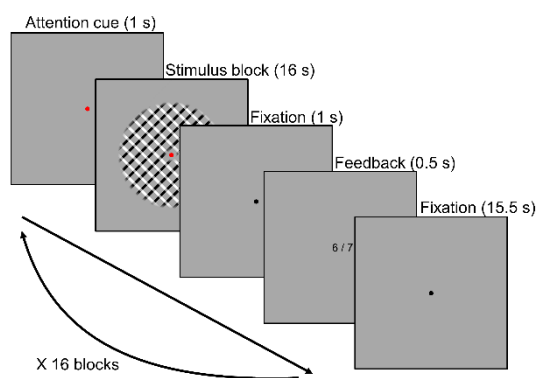 Attention cue (1 s)
Stimulus block (16 s)
Fixation (1 s)
Feedback (0.5 s)
Fixation (15.5 s)
6 / 7
X 16 blocks